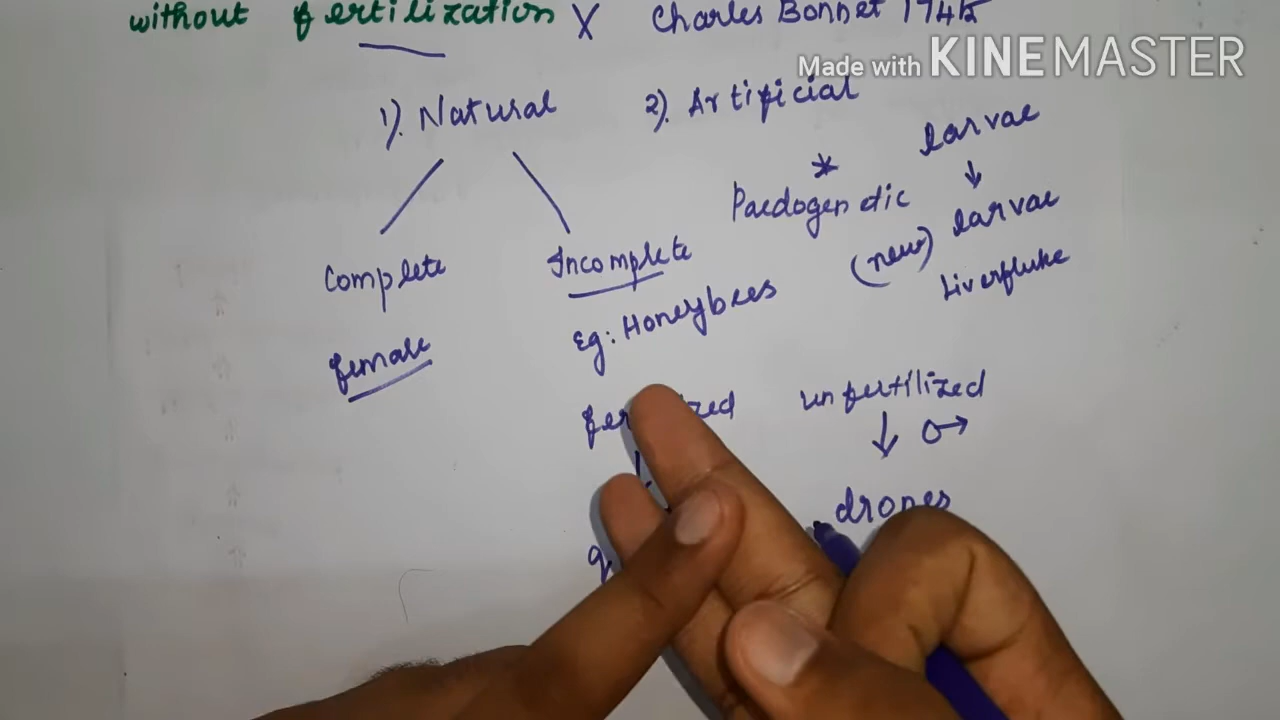 without fertilization X Charles Bonnet 1745
Made with KINEMASTER
1). Natural 2). Artificial
larvae
*
Paedogenetic
(new) larvae
Complete Incomplete
Liverfluke
female Eg: Honeybees
unfertilized
drones